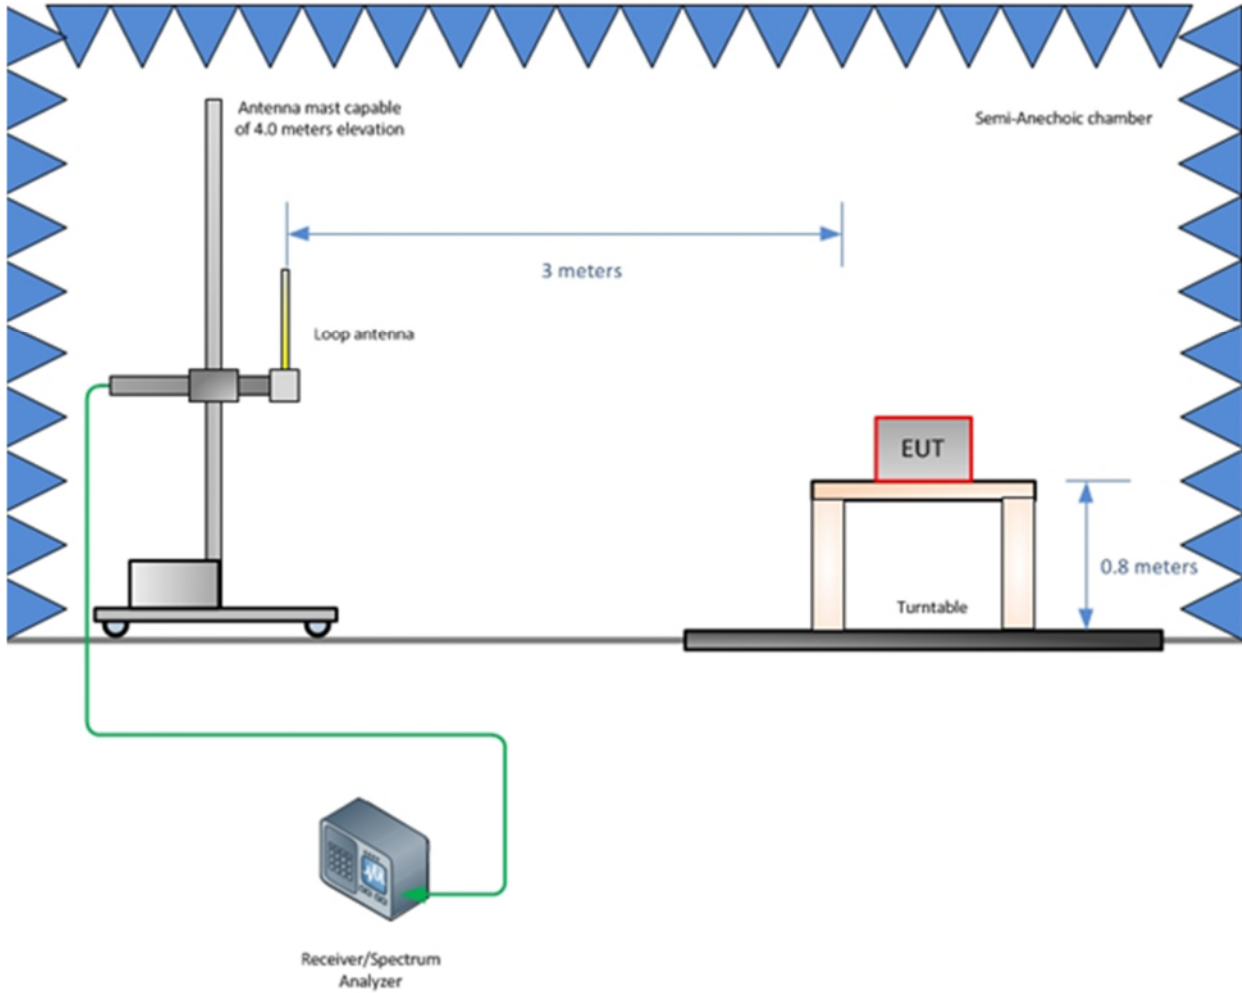 Antenna mast capable
of 4.0 meters elevation
Semi-Anechoic chamber
3 meters
Loop antenna
EUT
0.8 meters
Turntable
Receiver/Spectrum
Analyzer